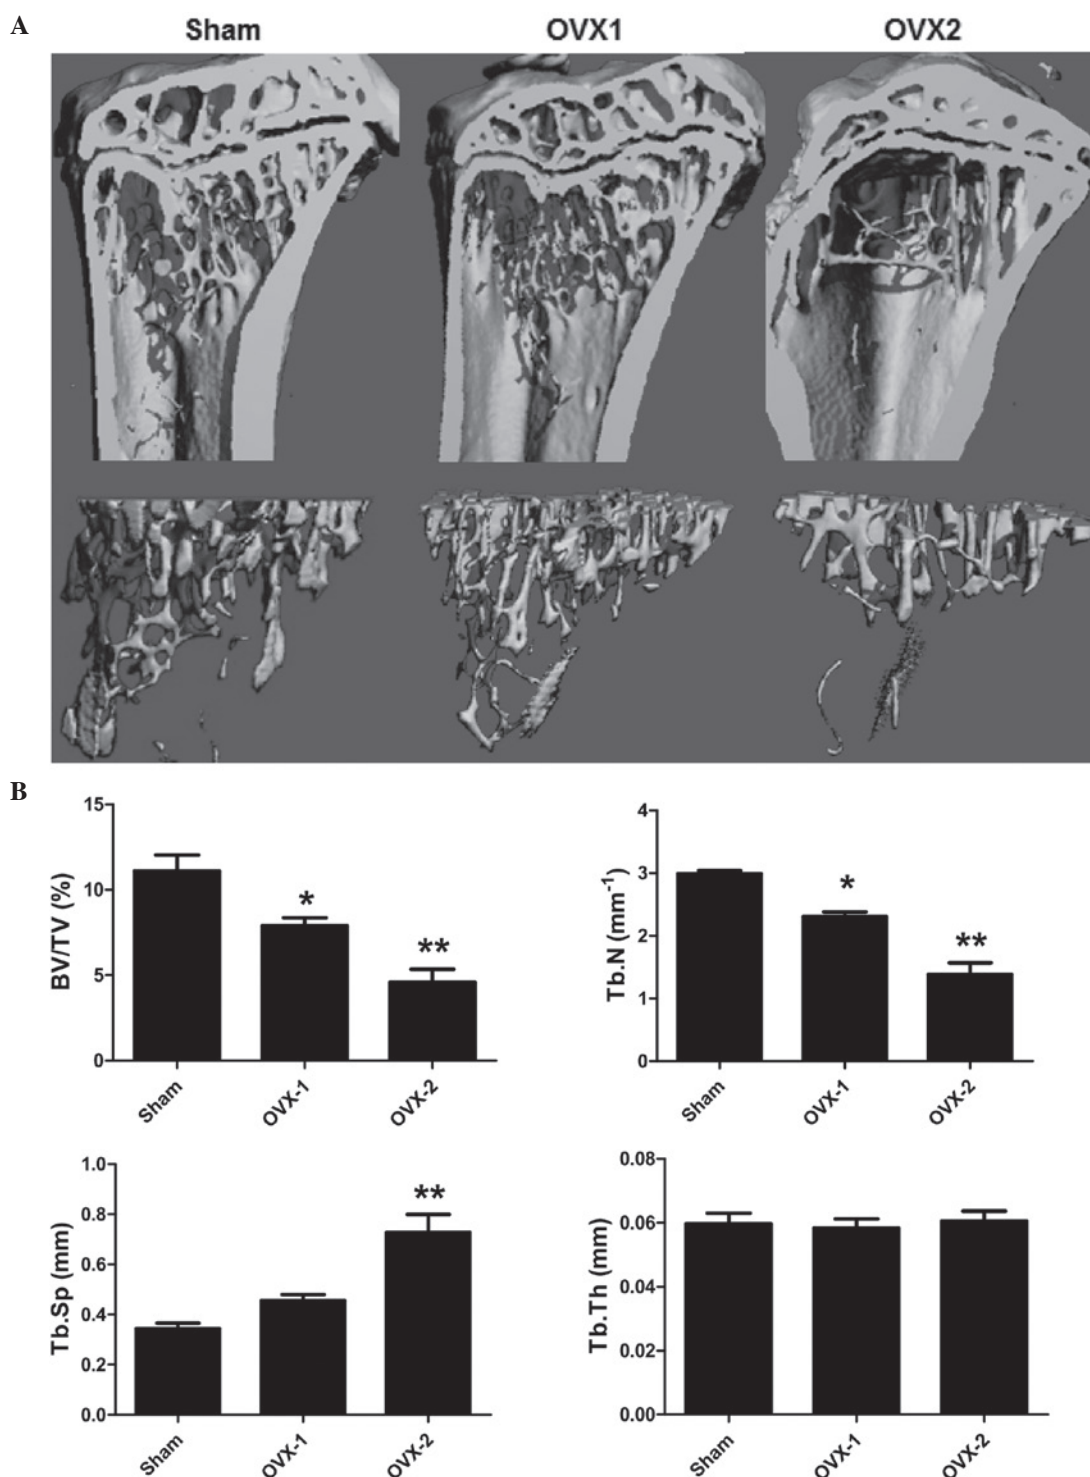 A
Sham OVX1 OVX2
B
15
10
5
0
BV/TV (%)
*
**
Sham OVX-1 OVX-2
4
3
2
1
0
Tb.N (mm⁻¹)
*
**
Sham OVX-1 OVX-2
1.0
0.8
0.6
0.4
0.2
0.0
Tb.Sp (mm)
**
Sham OVX-1 OVX-2
0.08
0.06
0.04
0.02
0.00
Tb.Th (mm)
Sham OVX-1 OVX-2